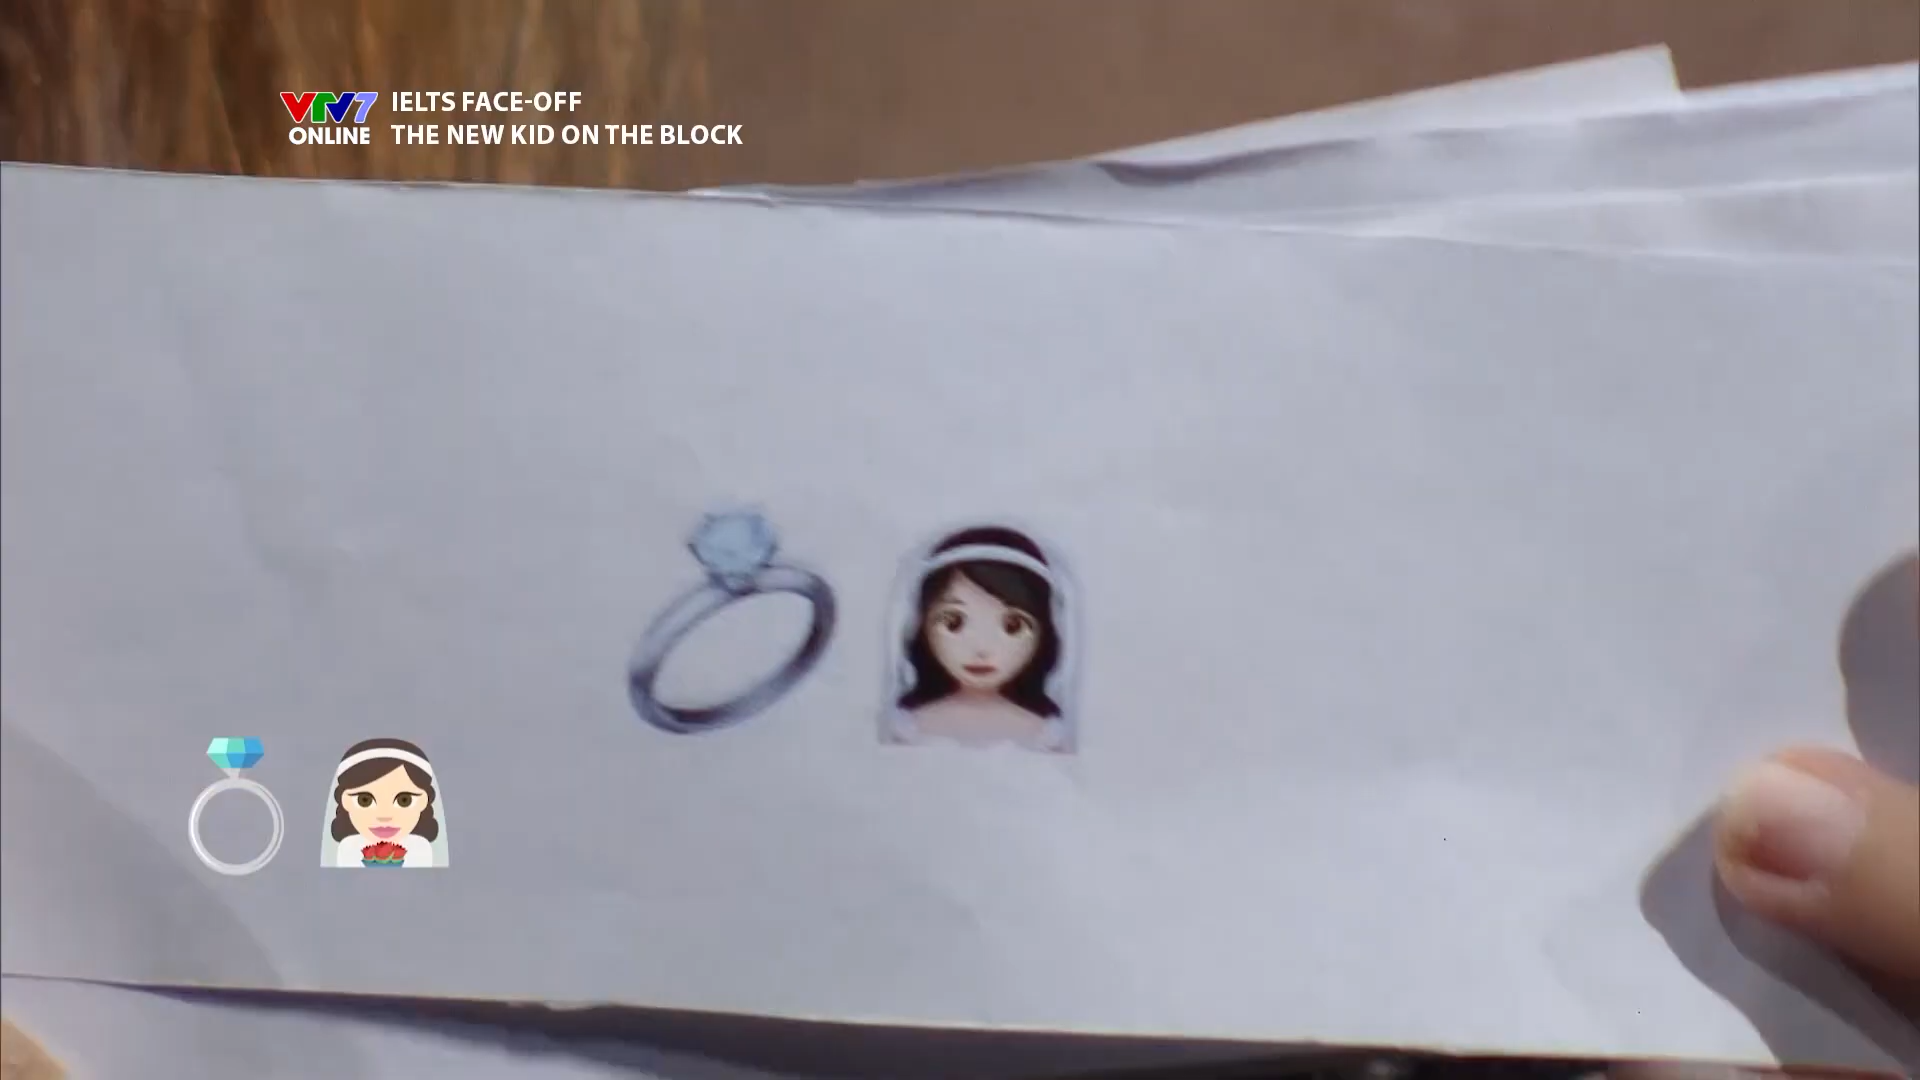 VTV7
ONLINE
IELTS FACE-OFF
THE NEW KID ON THE BLOCK